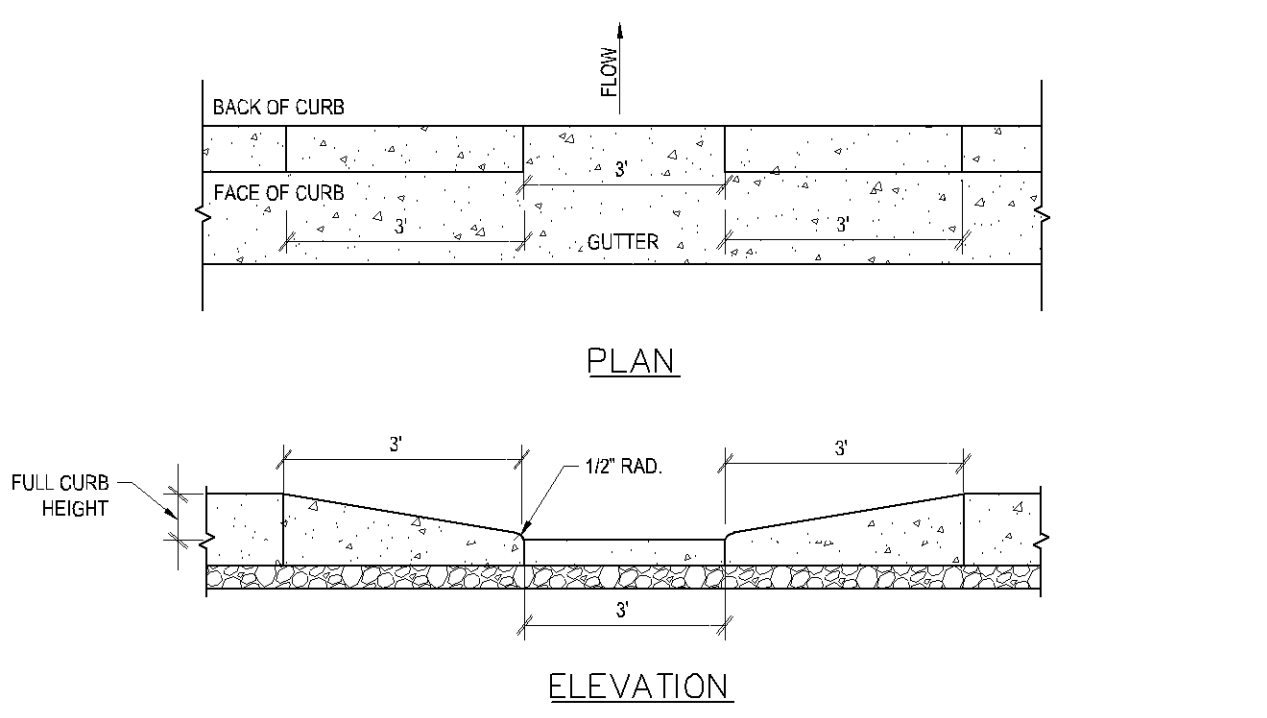 FLOW
BACK OF CURB
3'
FACE OF CURB
3'
3'
GUTTER
PLAN
3'
3'
1/2" RAD.
FULL CURB
HEIGHT
3'
ELEVATION